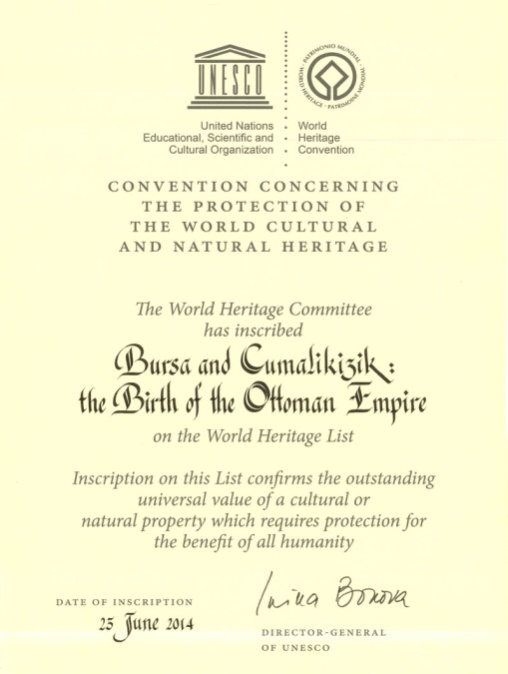 UNESCO
WORLD HERITAGE · PATRIMONIO MUNDIAL · PATRIMOINE MONDIAL
United Nations
Educational, Scientific and
Cultural Organization
World
Heritage
Convention
CONVENTION CONCERNING
THE PROTECTION OF
THE WORLD CULTURAL
AND NATURAL HERITAGE
The World Heritage Committee
has inscribed
Bursa and Cumalikizik:
the Birth of the Ottoman Empire
on the World Heritage List
Inscription on this List confirms the outstanding
universal value of a cultural or
natural property which requires protection for
the benefit of all humanity
DATE OF INSCRIPTION
25 June 2014
Irina Bokova
DIRECTOR-GENERAL
OF UNESCO